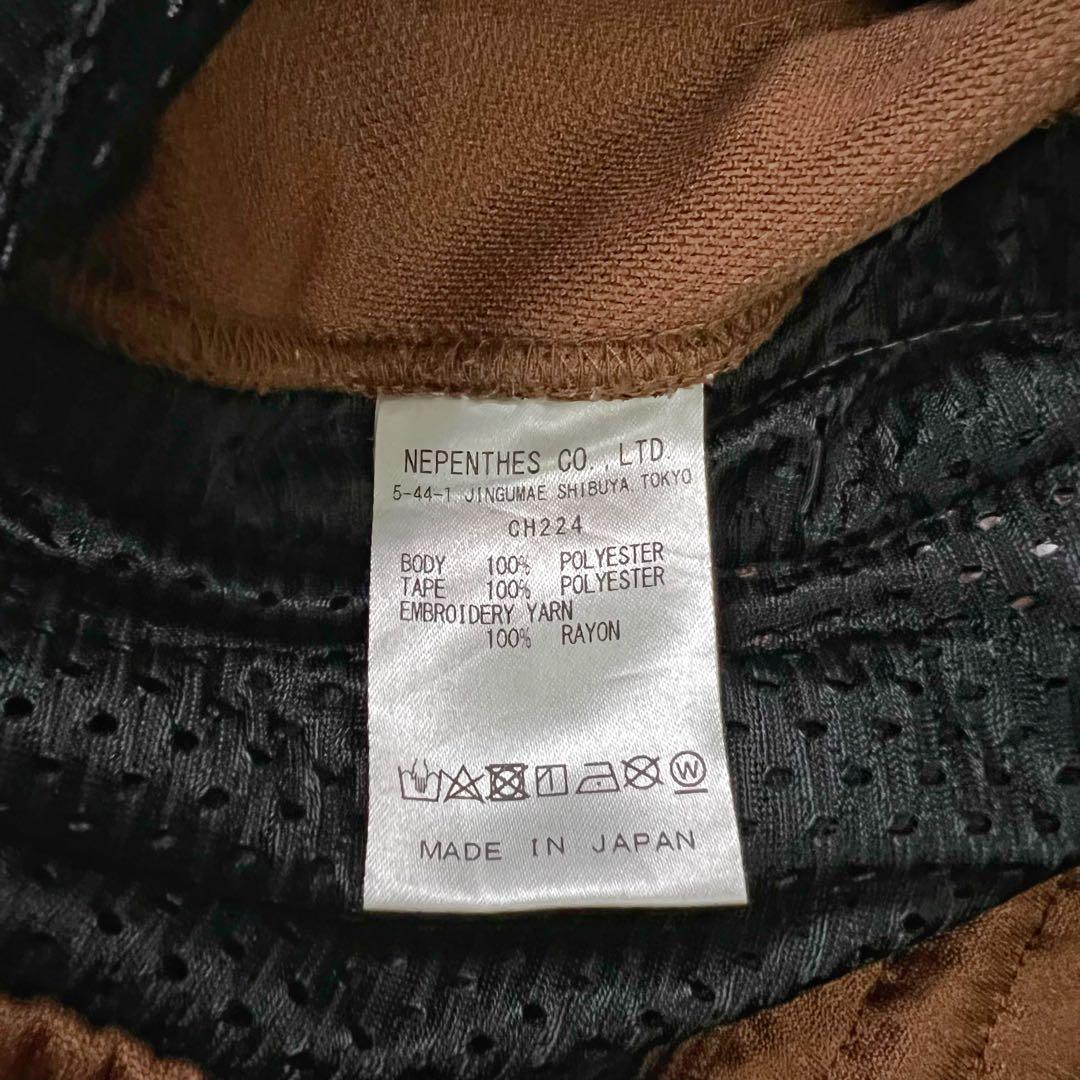 NEPENTHES CO.,LTD
5-44-1 JINGUMAE SHIBUYA, TOKYO
CH224
BODY 100% POLYESTER
TAPE 100% POLYESTER
EMBROIDERY YARN
100% RAYON
W
MADE IN JAPAN